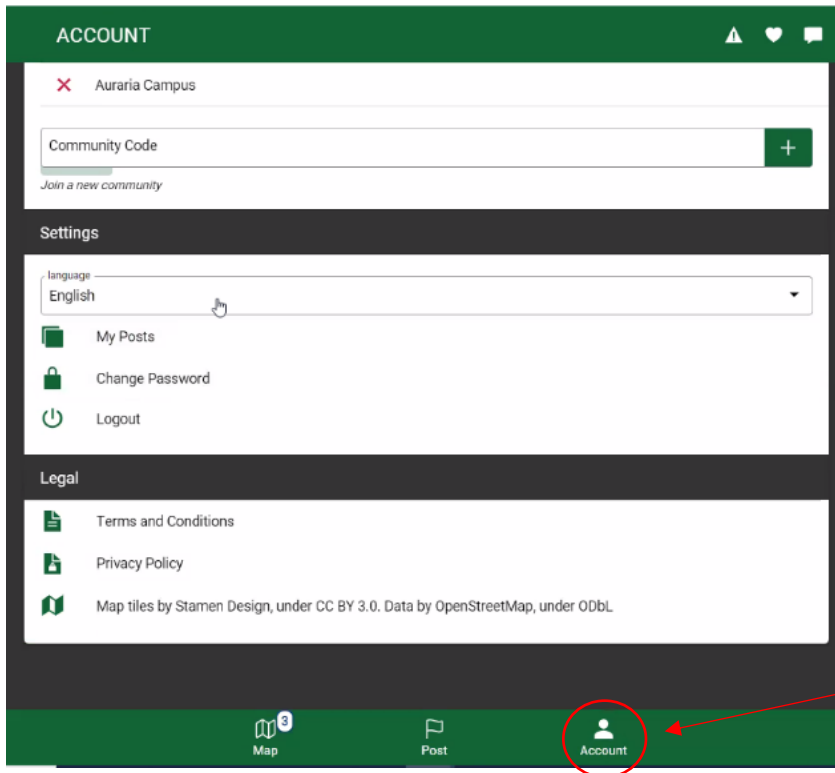 ACCOUNT
Auraria Campus
Community Code
Join a new community
Settings
language
English
My Posts
Change Password
Logout
Legal
Terms and Conditions
Privacy Policy
Map tiles by Stamen Design, under CC BY 3.0. Data by OpenStreetMap, under ODbL
3
Map Post Account